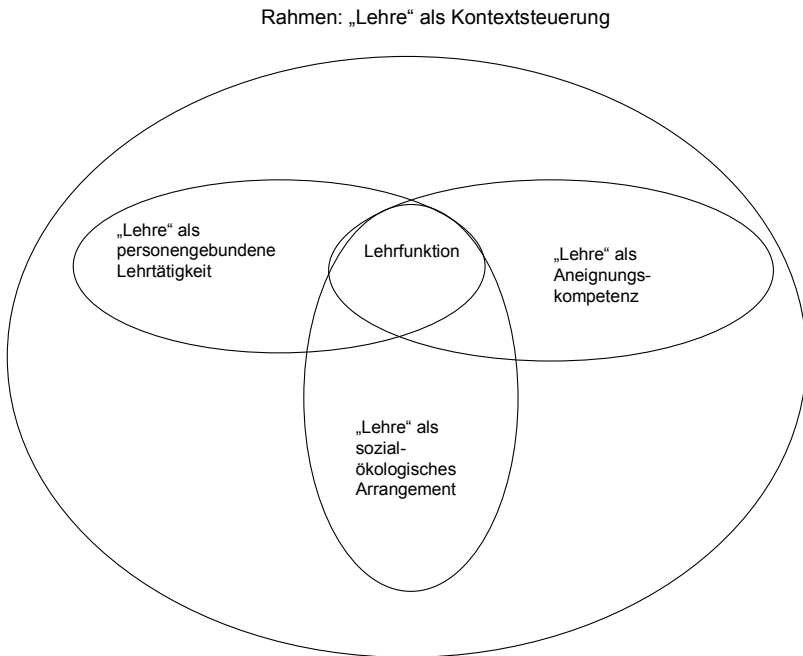 Rahmen: „Lehre“ als Kontextsteuerung
„Lehre“ als
personengebundene
Lehrtätigkeit
Lehrfunktion
„Lehre“ als
Aneignungs-
kompetenz
„Lehre“ als
sozial-
ökologisches
Arrangement